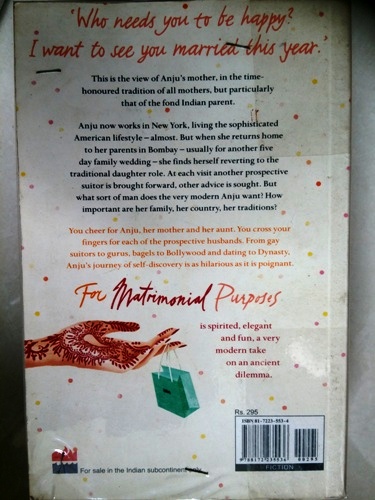 'Who needs you to be happy?
I want to see you married this year.'
This is the view of Anju's mother, in the time-
honoured tradition of all mothers, but particularly
that of the fond Indian parent.
Anju now works in New York, living the sophisticated
American lifestyle – almost. But when she returns home
to her parents in Bombay – usually for another five
day family wedding – she finds herself reverting to the
traditional daughter role. At each visit another prospective
suitor is brought forward, other advice is sought. But
what sort of man does the very modern Anju want? How
important are her family, her country, her traditions?
You cheer for Anju, her mother and her aunt. You cross your
fingers for each of the prospective husbands. From gay
suitors to gurus, bagels to Bollywood and dating to Dynasty,
Anju's journey of self-discovery is as hilarious as it is poignant.
For Matrimonial Purposes
is spirited, elegant
and fun, a very
modern take
on an ancient
dilemma.
Rs. 295
ISBN: 81-7223-553-4
9 788172 235536
00295
FICTION
For sale in the Indian subcontinent only